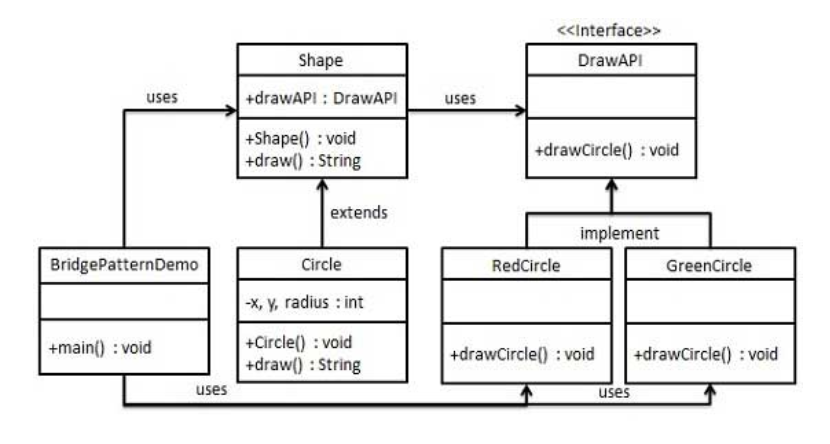 <<Interface>>
Shape
DrawAPI
uses
+drawAPI : DrawAPI
uses
+Shape() : void
+draw() : String
+drawCircle() : void
extends
implement
BridgePatternDemo
Circle
RedCircle
GreenCircle
-x, y, radius : int
+main() : void
+Circle() : void
+draw() : String
+drawCircle() : void
+drawCircle() : void
uses
uses